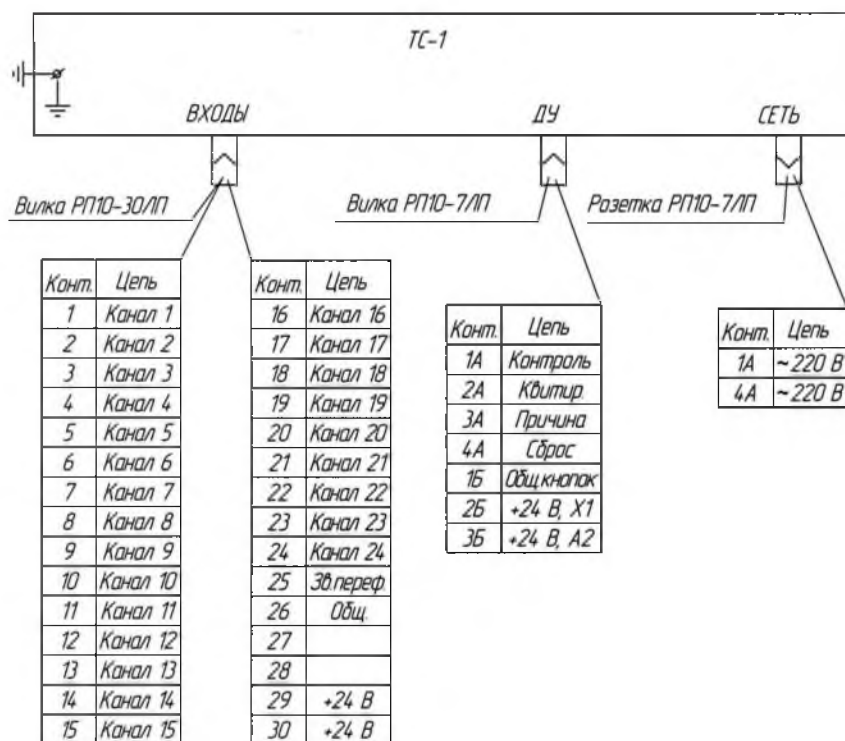 ТС-1
ВХОДЫ
ДУ
СЕТЬ
Вилка РП10-30/ЛП
Вилка РП10-7/ЛП
Розетка РП10-7/ЛП
Конт. Цепь
1 Канал 1
2 Канал 2
3 Канал 3
4 Канал 4
5 Канал 5
6 Канал 6
7 Канал 7
8 Канал 8
9 Канал 9
10 Канал 10
11 Канал 11
12 Канал 12
13 Канал 13
14 Канал 14
15 Канал 15
Конт. Цепь
16 Канал 16
17 Канал 17
18 Канал 18
19 Канал 19
20 Канал 20
21 Канал 21
22 Канал 22
23 Канал 23
24 Канал 24
25 Зв.переф.
26 Общ.
27
28
29 +24 В
30 +24 В
Конт. Цепь
1А Контроль
2А Квитир.
3А Причина
4А Сброс
1Б Общ.кнопок
2Б +24 В, Х1
3Б +24 В, А2
Конт. Цепь
1А ~220 В
4А ~220 В